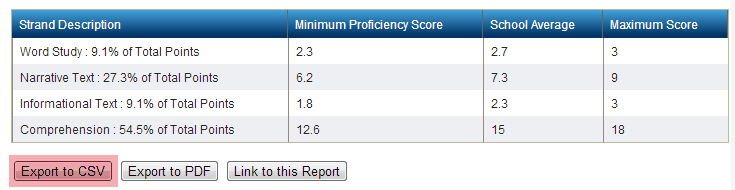 Strand Description Minimum Proficiency Score School Average Maximum Score
Word Study : 9.1% of Total Points 2.3 2.7 3
Narrative Text : 27.3% of Total Points 6.2 7.3 9
Informational Text : 9.1% of Total Points 1.8 2.3 3
Comprehension : 54.5% of Total Points 12.6 15 18
Export to CSV Export to PDF Link to this Report